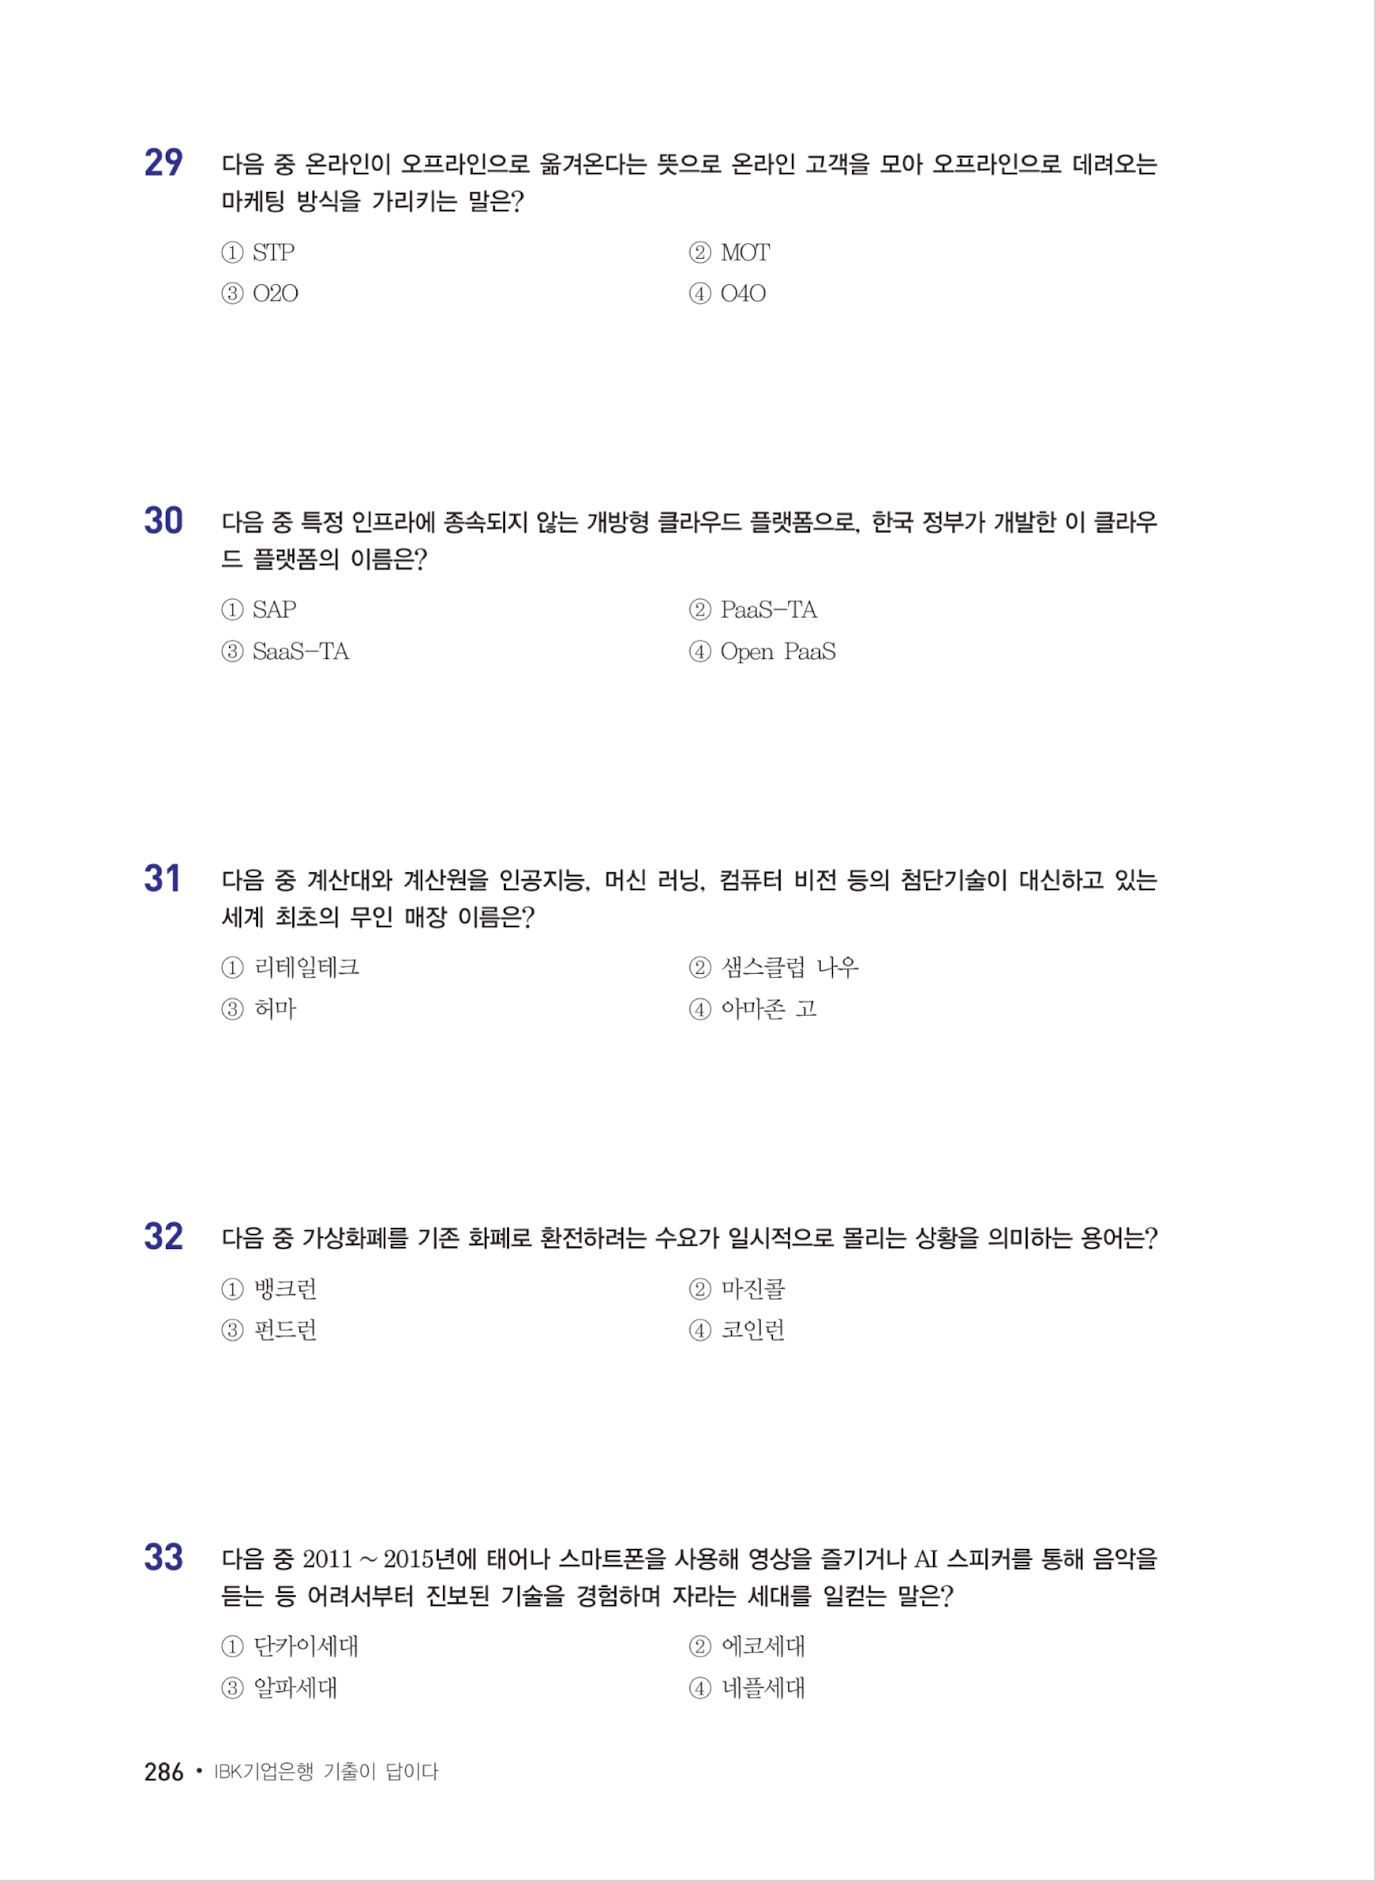 29 다음 중 온라인이 오프라인으로 옮겨온다는 뜻으로 온라인 고객을 모아 오프라인으로 데려오는
마케팅 방식을 가리키는 말은?
① STP ② MOT
③ O2O ④ O4O
30 다음 중 특정 인프라에 종속되지 않는 개방형 클라우드 플랫폼으로, 한국 정부가 개발한 이 클라우
드 플랫폼의 이름은?
① SAP ② PaaS-TA
③ SaaS-TA ④ Open PaaS
31 다음 중 계산대와 계산원을 인공지능, 머신 러닝, 컴퓨터 비전 등의 첨단기술이 대신하고 있는
세계 최초의 무인 매장 이름은?
① 리테일테크 ② 샘스클럽 나우
③ 허마 ④ 아마존 고
32 다음 중 가상화폐를 기존 화폐로 환전하려는 수요가 일시적으로 몰리는 상황을 의미하는 용어는?
① 뱅크런 ② 마진콜
③ 펀드런 ④ 코인런
33 다음 중 2011 ~ 2015년에 태어나 스마트폰을 사용해 영상을 즐기거나 AI 스피커를 통해 음악을
듣는 등 어려서부터 진보된 기술을 경험하며 자라는 세대를 일컫는 말은?
① 단카이세대 ② 에코세대
③ 알파세대 ④ 네플세대
286 • IBK기업은행 기출이 답이다